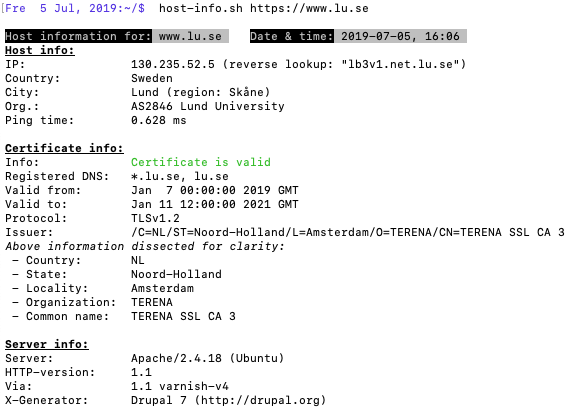 [Fre  5 Jul, 2019:~/$  host-info.sh https://www.lu.se
Host information for: www.lu.se   Date & time: 2019-07-05, 16:06
Host info:
IP:               130.235.52.5 (reverse lookup: "lb3v1.net.lu.se")
Country:          Sweden
City:             Lund (region: Skåne)
Org.:             AS2846 Lund University
Ping time:        0.628 ms
Certificate info:
Info:             Certificate is valid
Registered DNS:   *.lu.se, lu.se
Valid from:       Jan  7 00:00:00 2019 GMT
Valid to:         Jan 11 12:00:00 2021 GMT
Protocol:         TLSv1.2
Issuer:           /C=NL/ST=Noord-Holland/L=Amsterdam/O=TERENA/CN=TERENA SSL CA 3
Above information dissected for clarity:
 - Country:       NL
 - State:         Noord-Holland
 - Locality:      Amsterdam
 - Organization:  TERENA
 - Common name:   TERENA SSL CA 3
Server info:
Server:           Apache/2.4.18 (Ubuntu)
HTTP-version:     1.1
Via:              1.1 varnish-v4
X-Generator:      Drupal 7 (http://drupal.org)